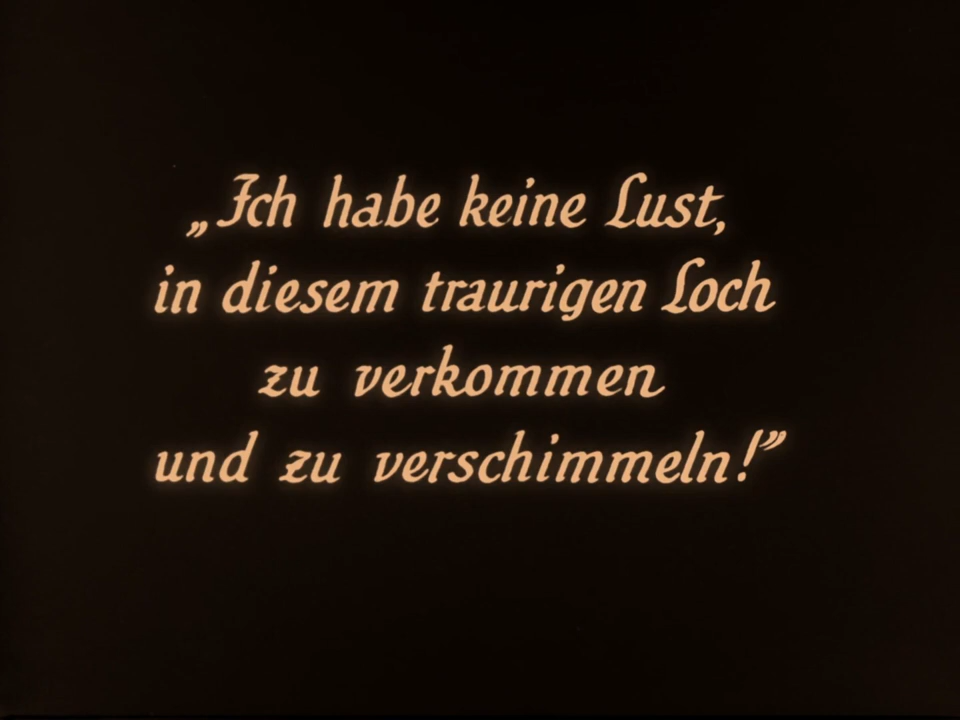 „Ich habe keine Lust,
in diesem traurigen Loch
zu verkommen
und zu verschimmeln!”